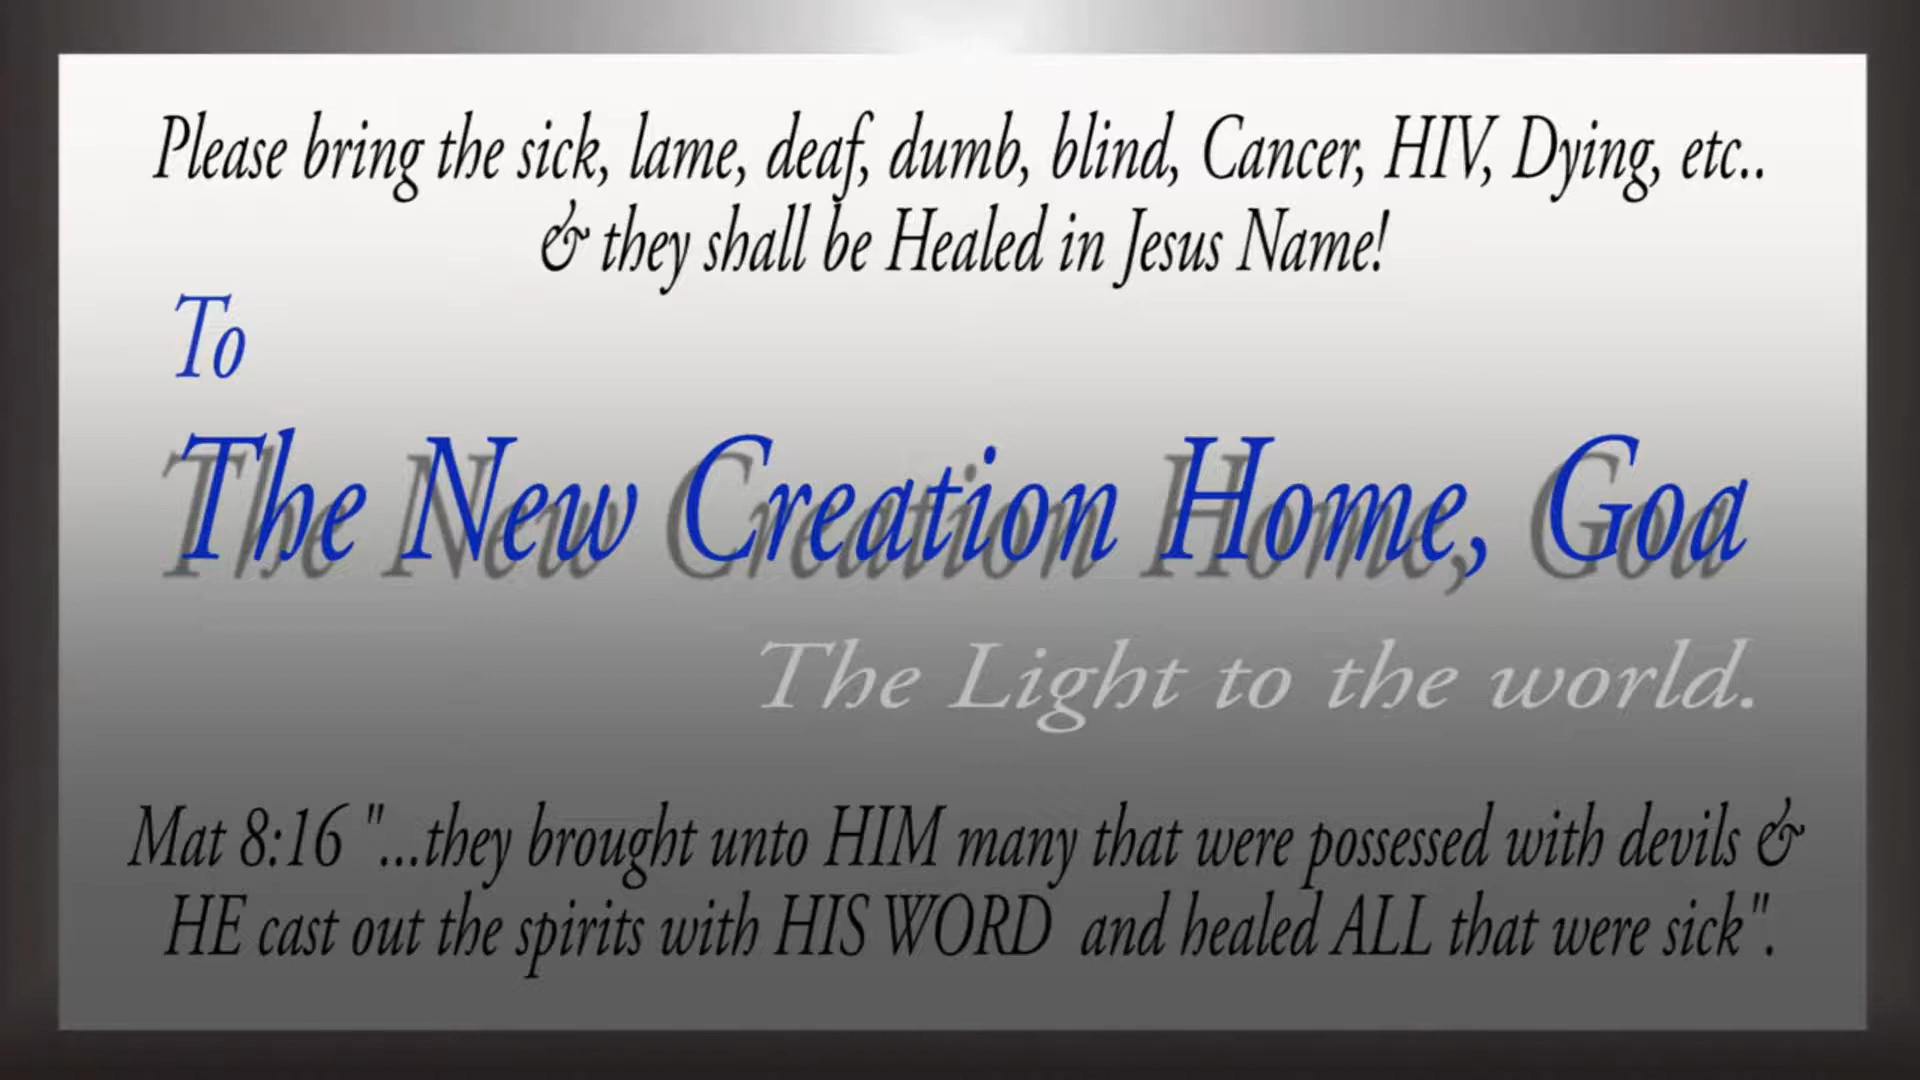 Please bring the sick, lame, deaf, dumb, blind, Cancer, HIV, Dying, etc..
& they shall be Healed in Jesus Name!
To
The New Creation Home, Goa
The Light to the world.
Mat 8:16 "...they brought unto HIM many that were possessed with devils &
HE cast out the spirits with HIS WORD and healed ALL that were sick".